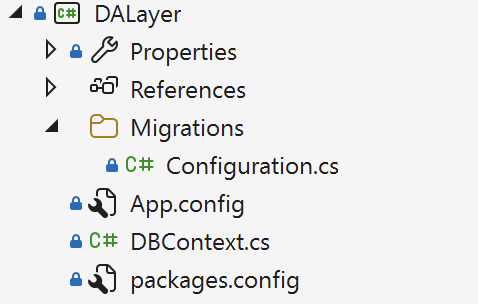 C# DALayer
Properties
References
Migrations
C# Configuration.cs
App.config
C# DBContext.cs
packages.config